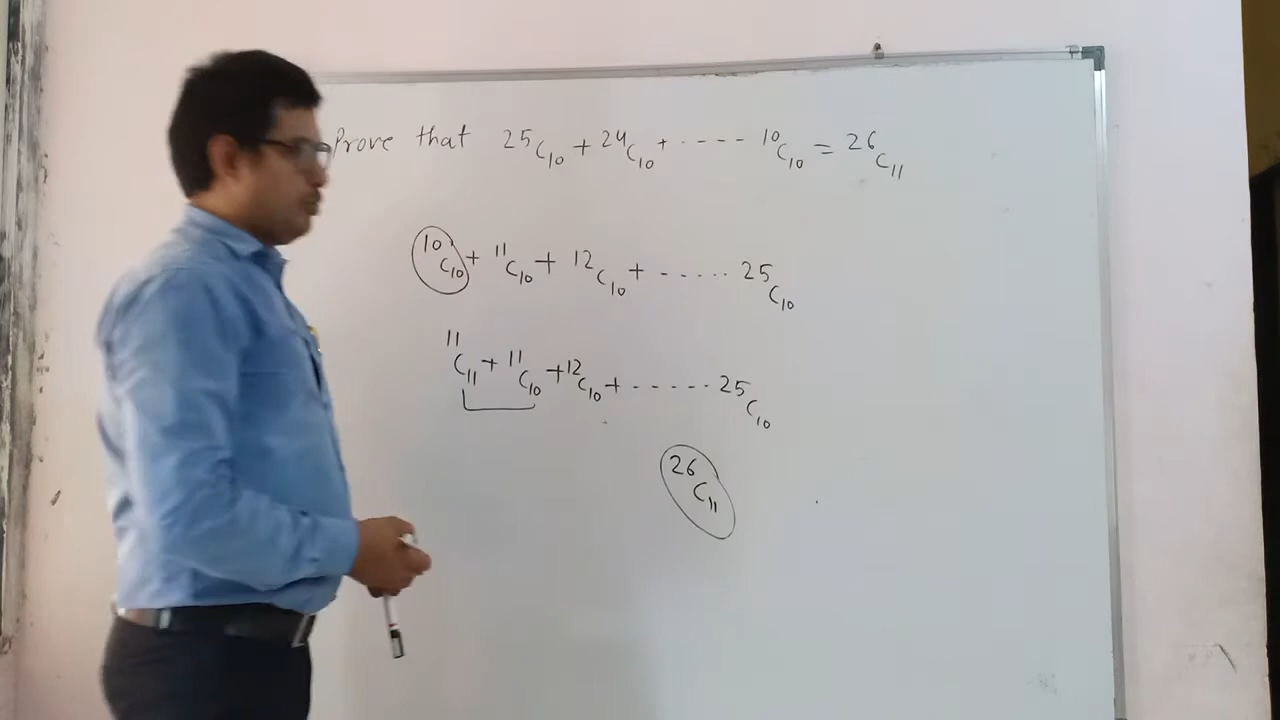 Prove that ²⁵C₁₀ + ²⁴C₁₀ + ----- ¹⁰C₁₀ = ²⁶C₁₁
¹⁰C₁₀ + ¹¹C₁₀ + ¹²C₁₀ + ------ ²⁵C₁₀
¹¹C₁₁ + ¹¹C₁₀ + ¹²C₁₀ + ------ ²⁵C₁₀
²⁶C₁₁